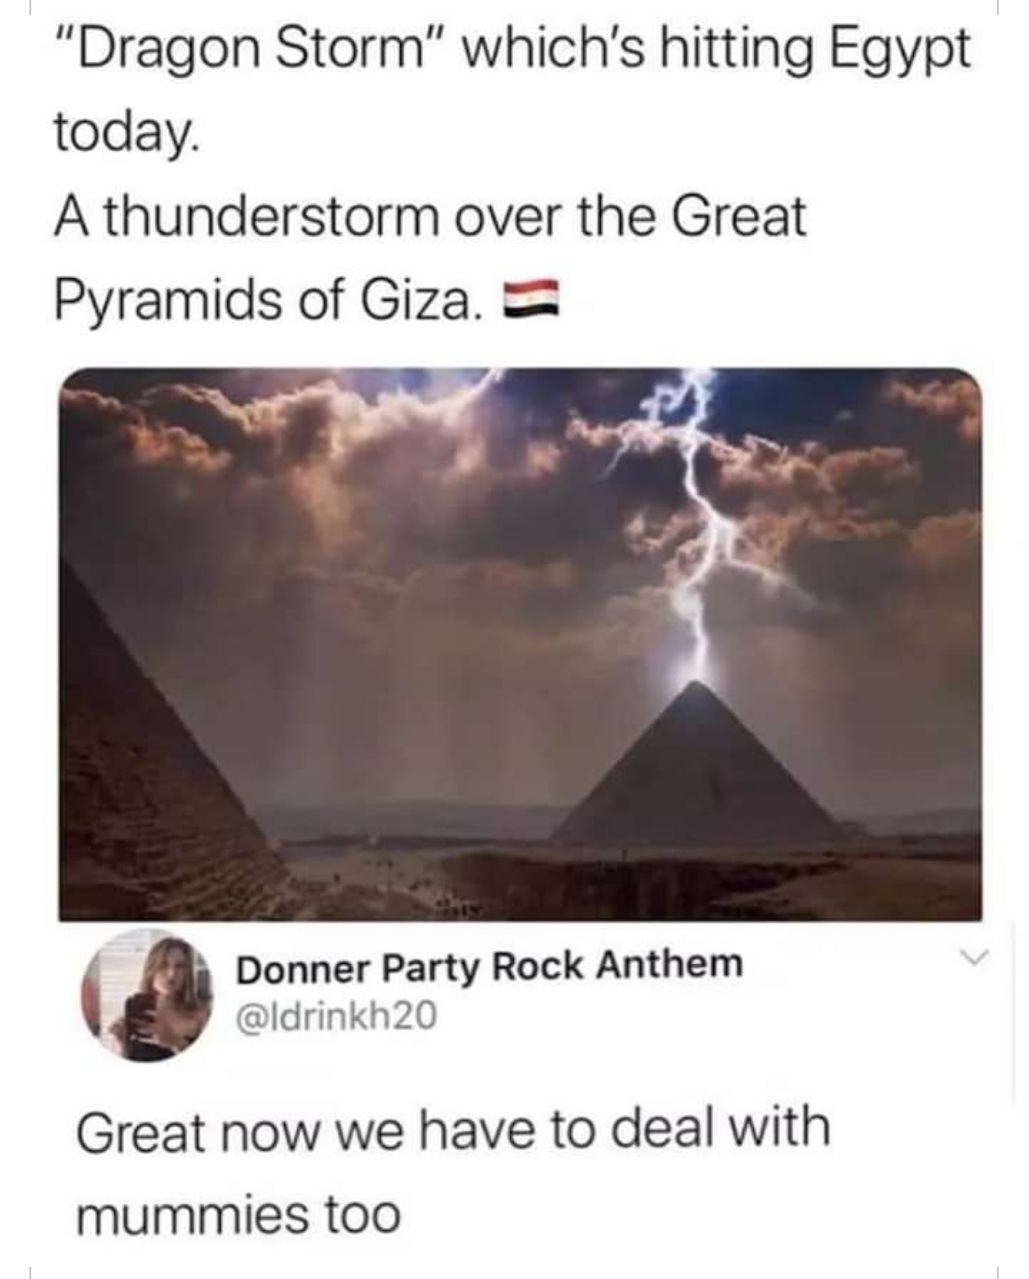 "Dragon Storm" which's hitting Egypt
today.
A thunderstorm over the Great
Pyramids of Giza. 🇪🇬
Donner Party Rock Anthem
@ldrinkh20
Great now we have to deal with
mummies too